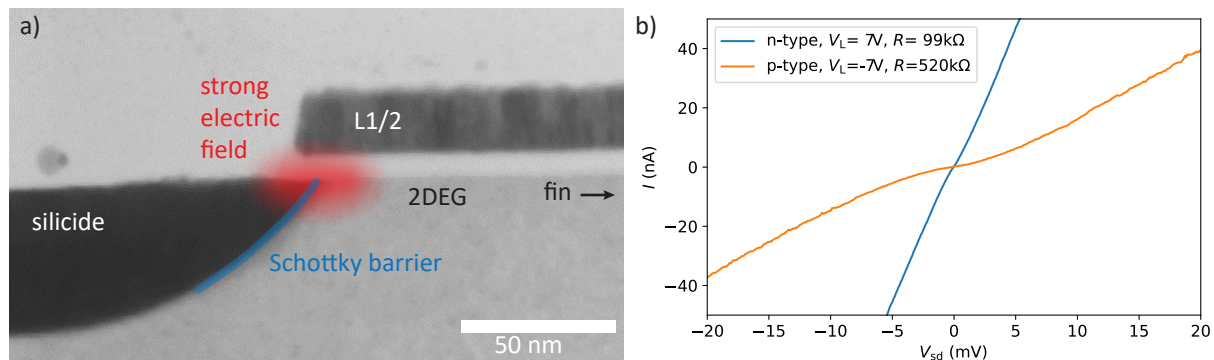 a)
strong
electric
field
L1/2
silicide
2DEG
fin →
Schottky barrier
50 nm
b)
n-type, V_L= 7V, R= 99kΩ
p-type, V_L=-7V, R=520kΩ
I (nA)
40
20
0
−20
−40
−20
−15
−10
−5
0
5
10
15
20
V_sd (mV)